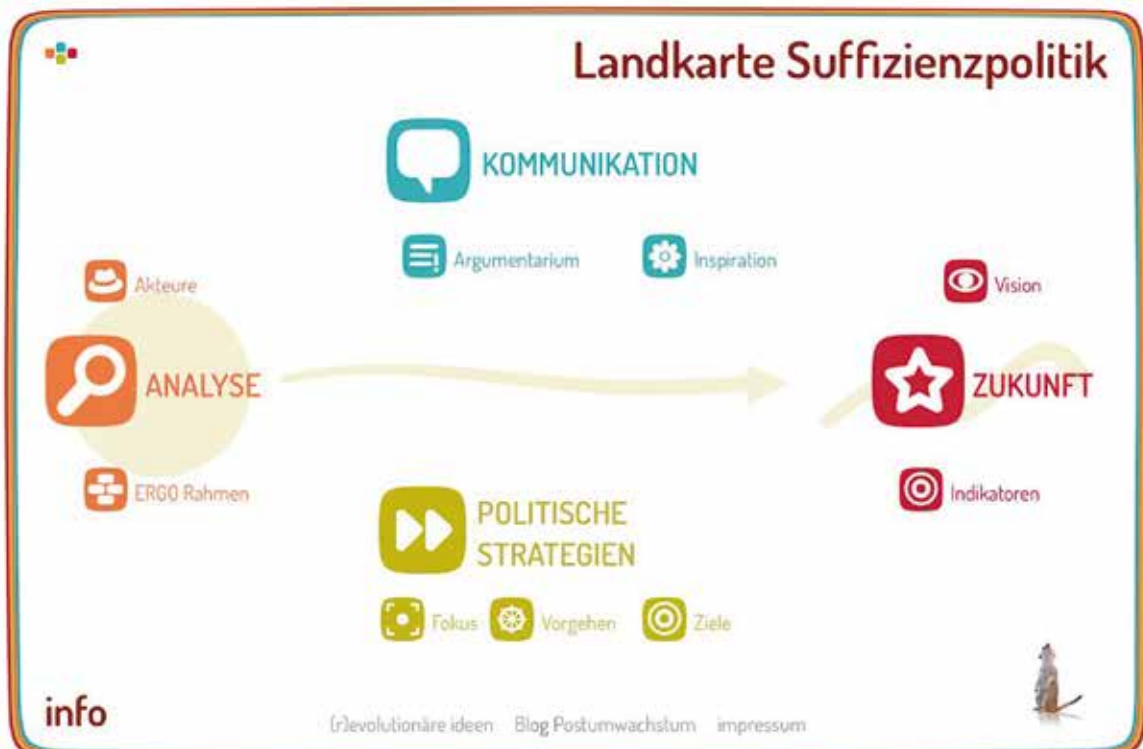 Landkarte Suffizienzpolitik
KOMMUNIKATION
Argumentarium
Inspiration
Akteure
Vision
ANALYSE
ZUKUNFT
ERGO Rahmen
Indikatoren
POLITISCHE
STRATEGIEN
Fokus
Vorgehen
Ziele
info
(r)evolutionäre ideen Blog Postumwachstum impressum